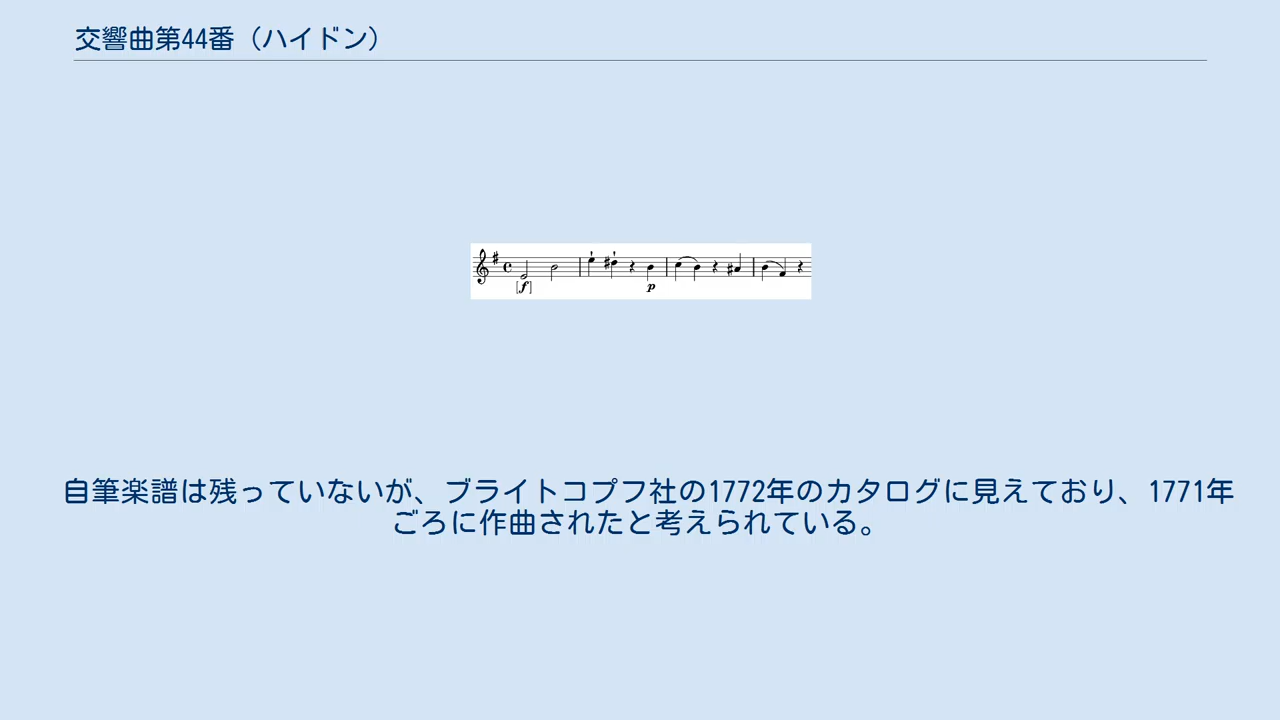 交響曲第44番（ハイドン）
[f]
p
自筆楽譜は残っていないが、ブライトコプフ社の1772年のカタログに見えており、1771年
ごろに作曲されたと考えられている。